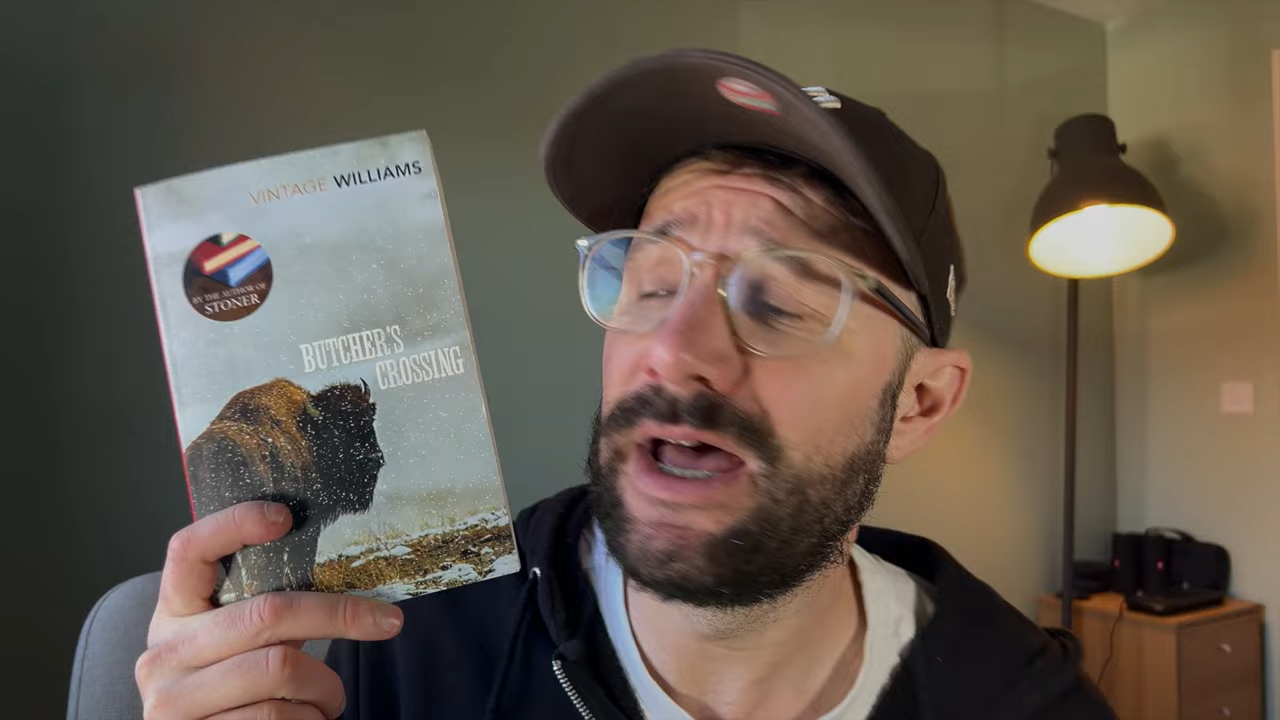 VINTAGE WILLIAMS
BY THE AUTHOR OF
STONER
BUTCHER'S
CROSSING